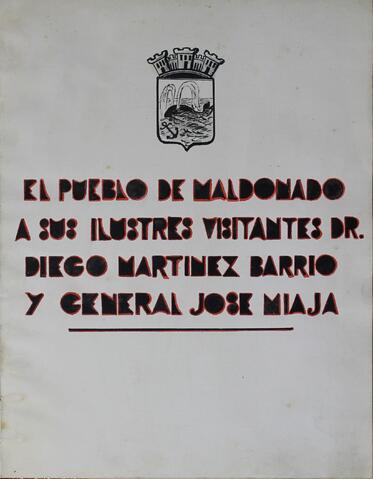 EL PUEBLO DE MALDONADO
A SUS ILUSTRES VISITANTES DR.
DIEGO MARTINEZ BARRIO
Y GENERAL JOSE MIAJA